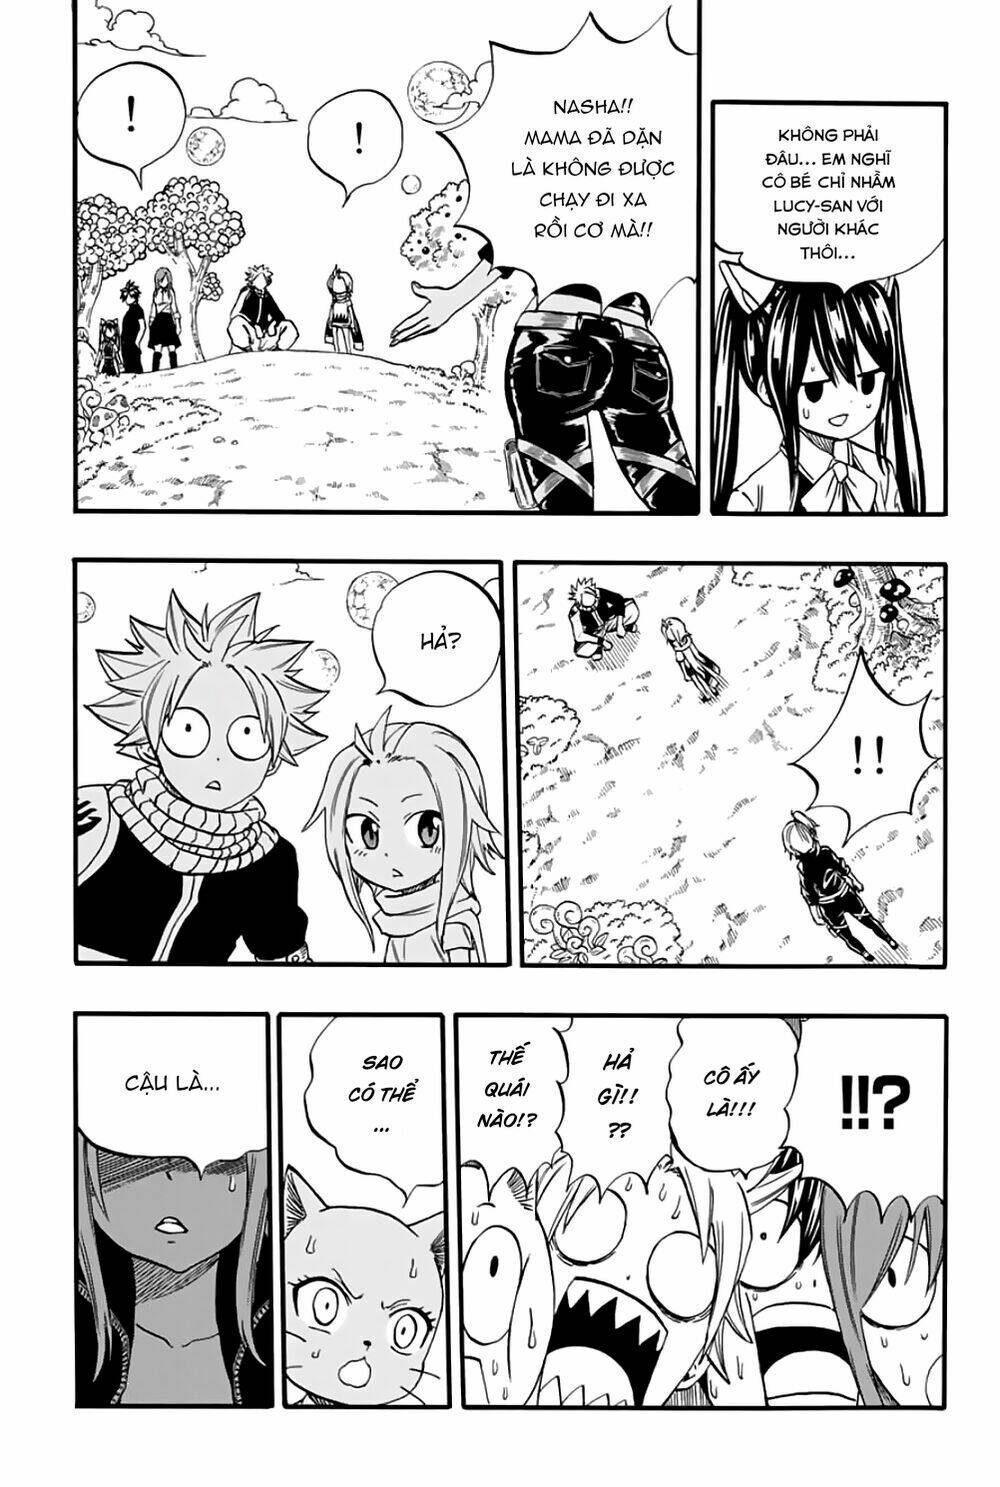 !
!
NASHA!!
MAMA ĐÃ DẶN
LÀ KHÔNG ĐƯỢC
CHẠY ĐI XA
RỒI CƠ MÀ!!
KHÔNG PHẢI
ĐÂU... EM NGHĨ
CÔ BÉ CHỈ NHẦM
LUCY-SAN VỚI
NGƯỜI KHÁC
THÔI...
HẢ?
!!
CẬU LÀ...
SAO
CÓ THỂ
...
THẾ
QUÁI
NÀO!?
HẢ
GÌ!!
??
CÔ ẤY
LÀ!!!
!!?